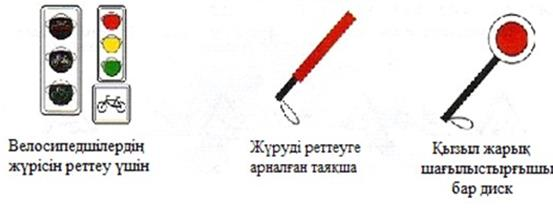 Велосипедшілердің
жүрісін реттеу үшін
Жүруді реттеуге
арналған таяқша
Қызыл жарық
шағылыстырғышы
бар диск